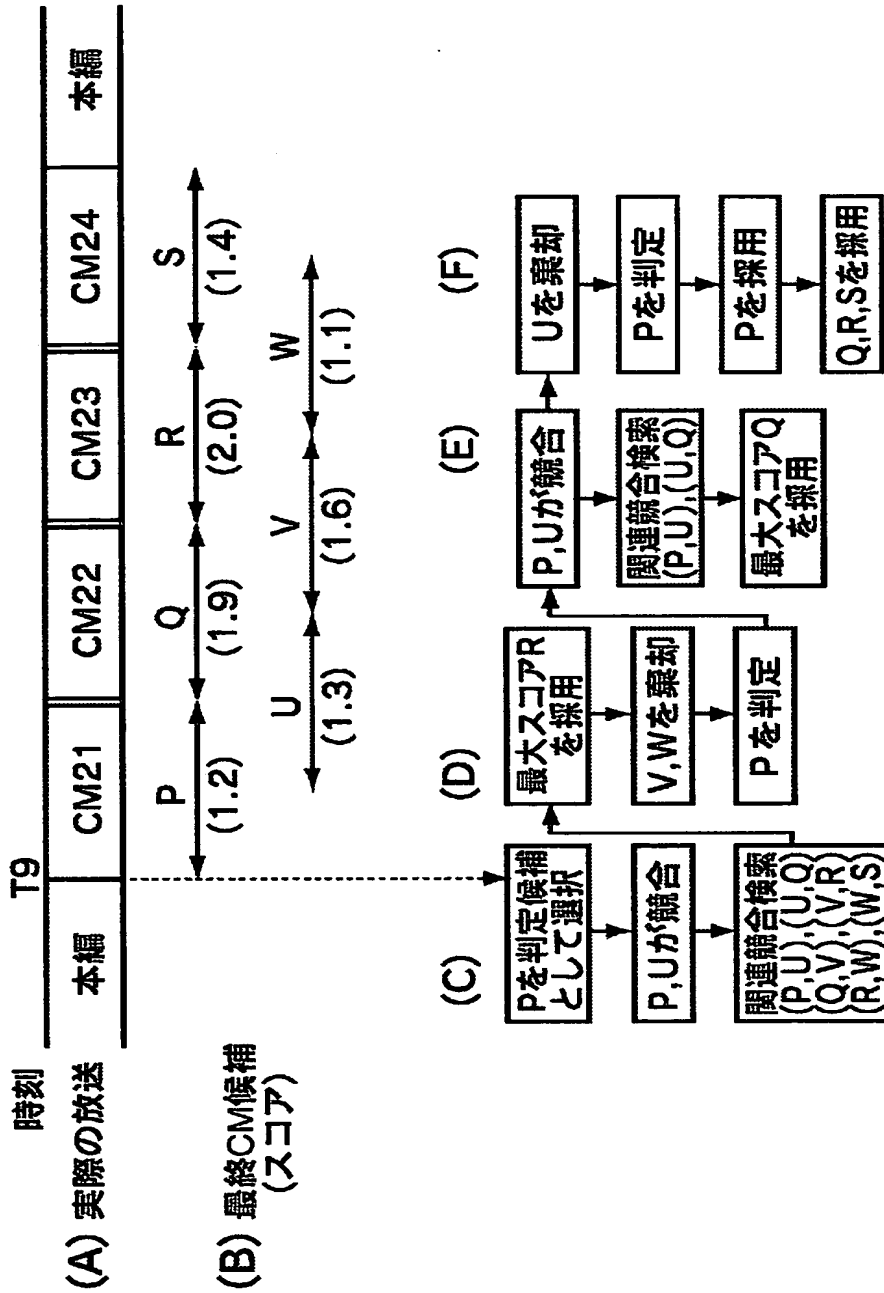 時刻
T9
(A) 実際の放送
本編
CM21
CM22
CM23
CM24
本編
(B) 最終CM候補
(スコア)
P
(1.2)
Q
(1.9)
R
(2.0)
S
(1.4)
U
(1.3)
V
(1.6)
W
(1.1)
(C)
Pを判定候補
として選択
P,Uが競合
関連競合検索
(P,U),(U,Q)
(Q,V),(V,R)
(R,W),(W,S)
(D)
最大スコアR
を採用
V,Wを棄却
Pを判定
(E)
P,Uが競合
関連競合検索
(P,U),(U,Q)
最大スコアQ
を採用
(F)
Uを棄却
Pを判定
Pを採用
Q,R,Sを採用